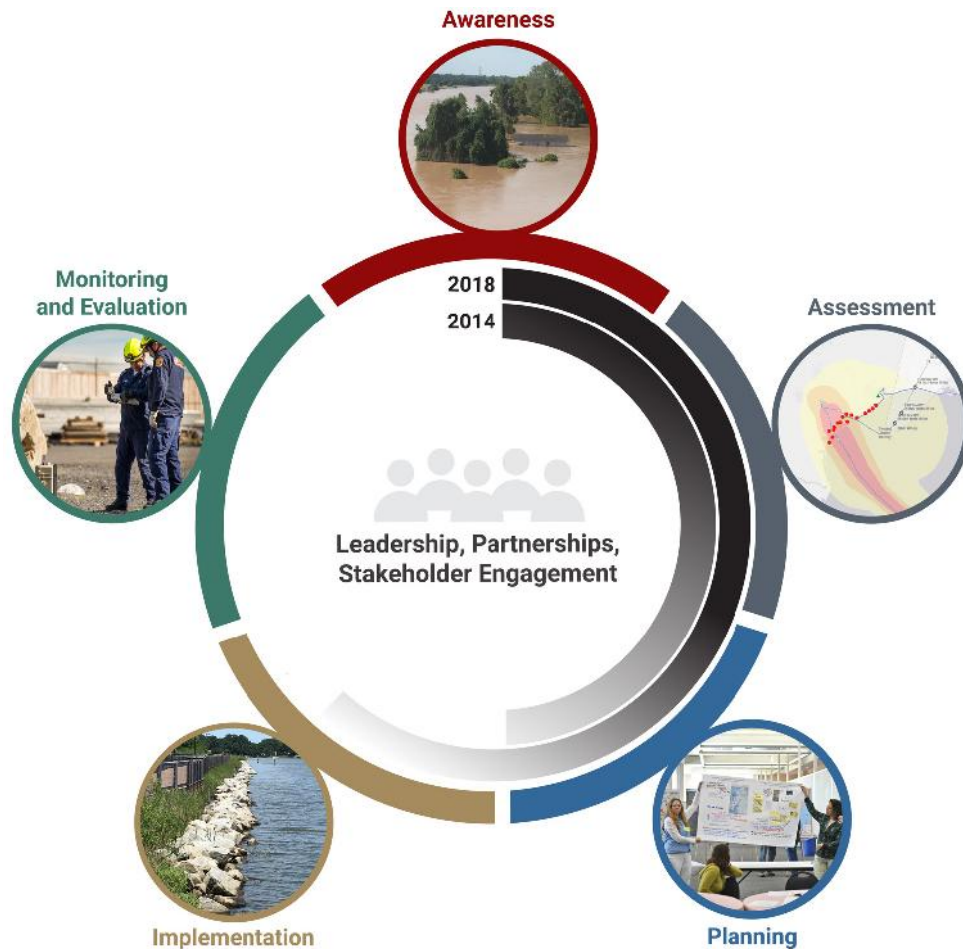 Awareness
Monitoring
and Evaluation
2018
2014
Assessment
Leadership, Partnerships,
Stakeholder Engagement
Implementation
Planning